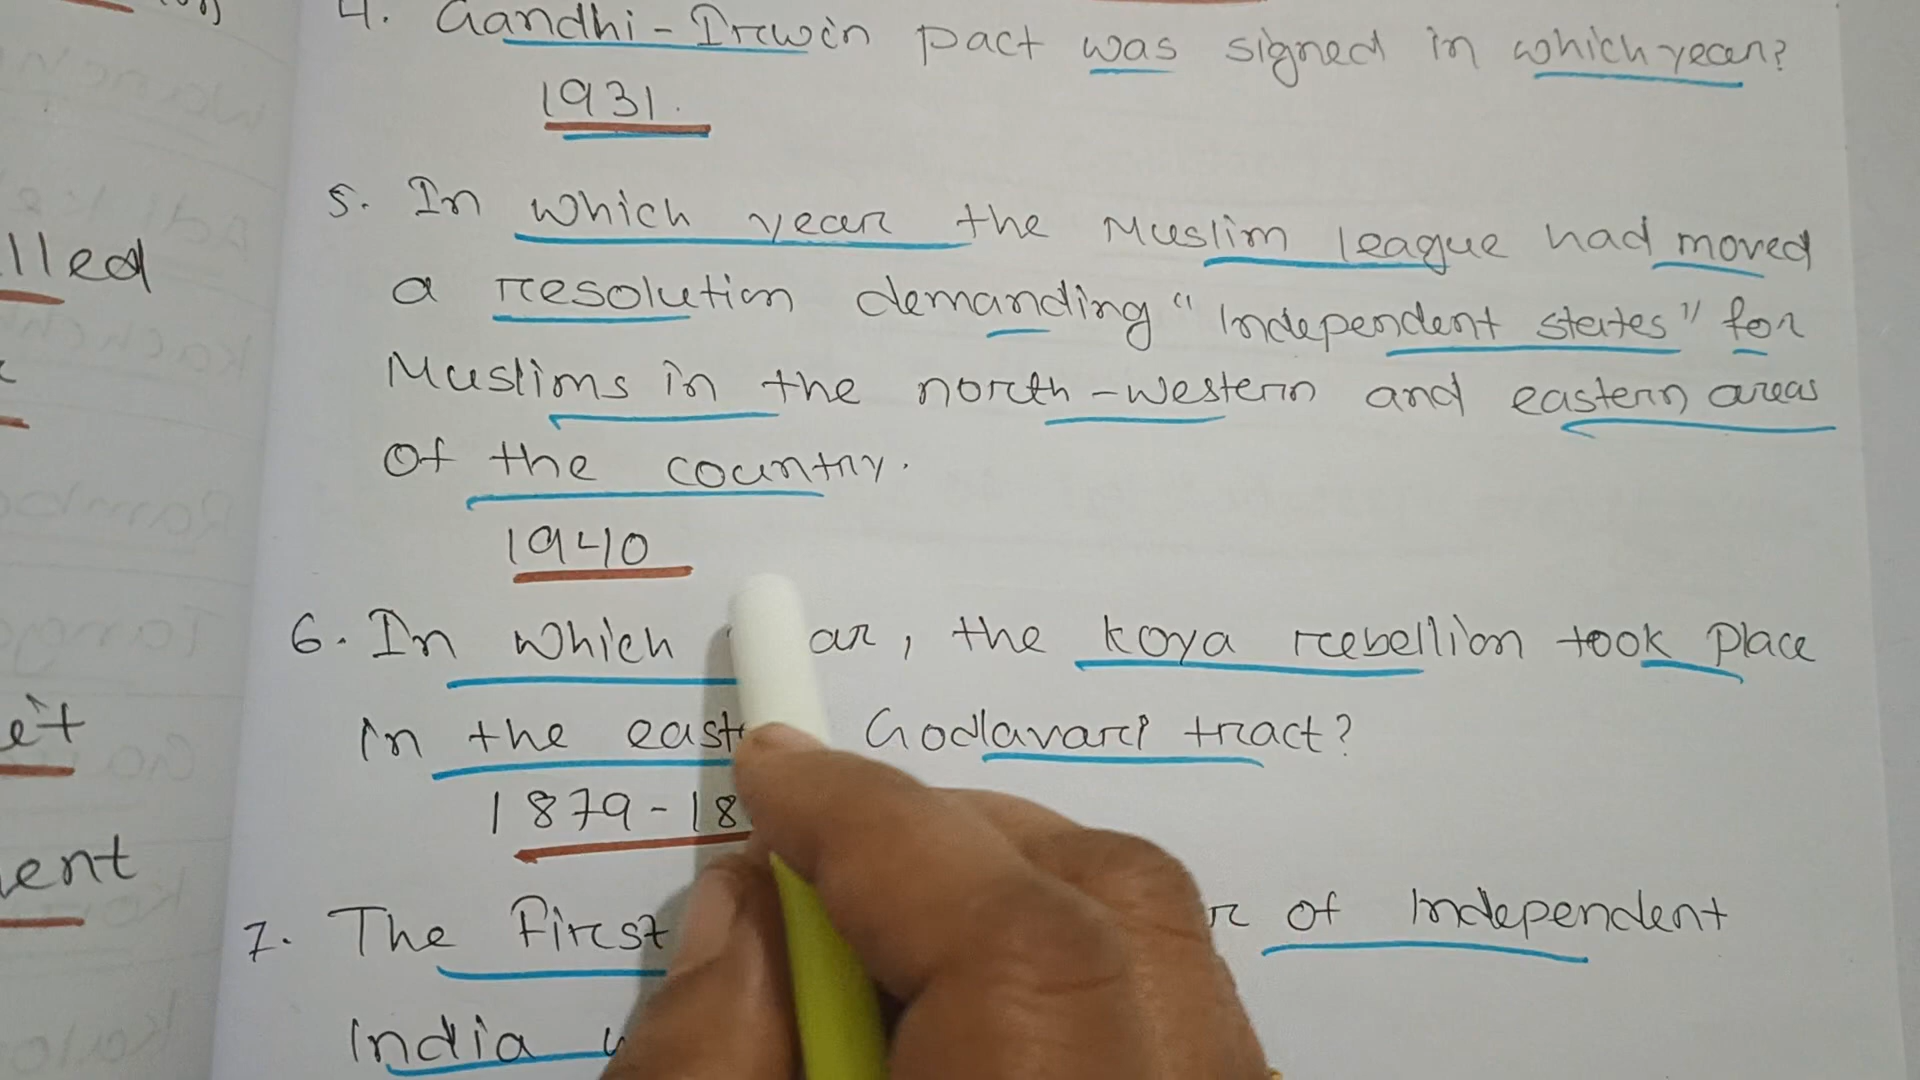 4. Gandhi-Irwin pact was signed in which year?
1931.
5. In which year the Muslim league had moved
a resolution demanding "Independent states" for
Muslims in the north-western and eastern areas
of the country.
1940
6. In which ar, the koya rebellion took place
in the east Godavari tract?
1879-18
7. The First r of Independent
India
lled
et
ent